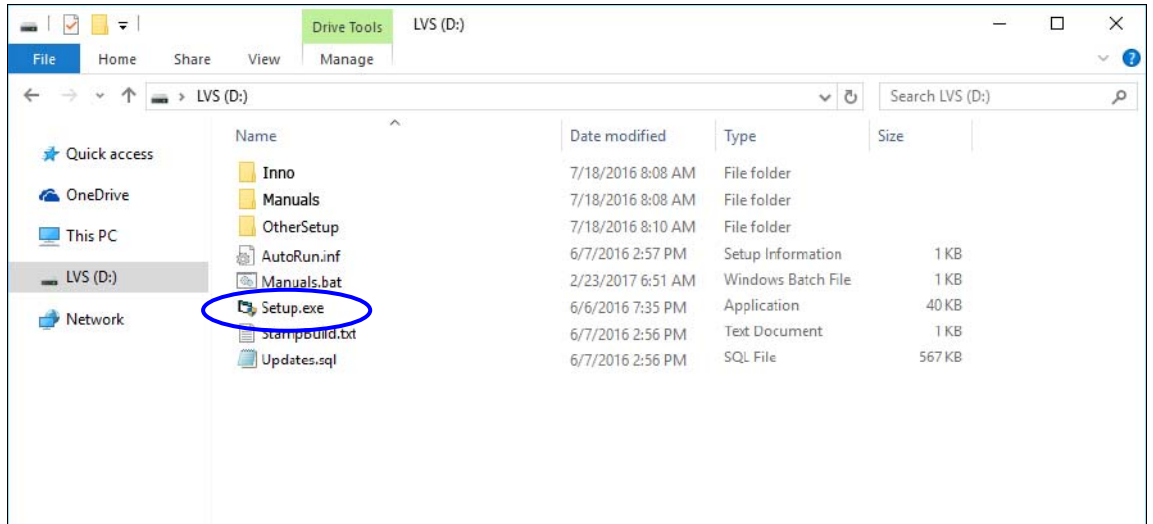 Drive Tools LVS (D:)
File Home Share View Manage
LVS (D:) Search LVS (D:)
Name Date modified Type Size
Quick access
OneDrive
This PC
LVS (D:)
Network
Inno 7/18/2016 8:08 AM File folder
Manuals 7/18/2016 8:08 AM File folder
OtherSetup 7/18/2016 8:10 AM File folder
AutoRun.inf 6/7/2016 2:57 PM Setup Information 1 KB
Manuals.bat 2/23/2017 6:51 AM Windows Batch File 1 KB
Setup.exe 6/6/2016 7:35 PM Application 40 KB
StampBuild.txt 6/7/2016 2:56 PM Text Document 1 KB
Updates.sql 6/7/2016 2:56 PM SQL File 567 KB